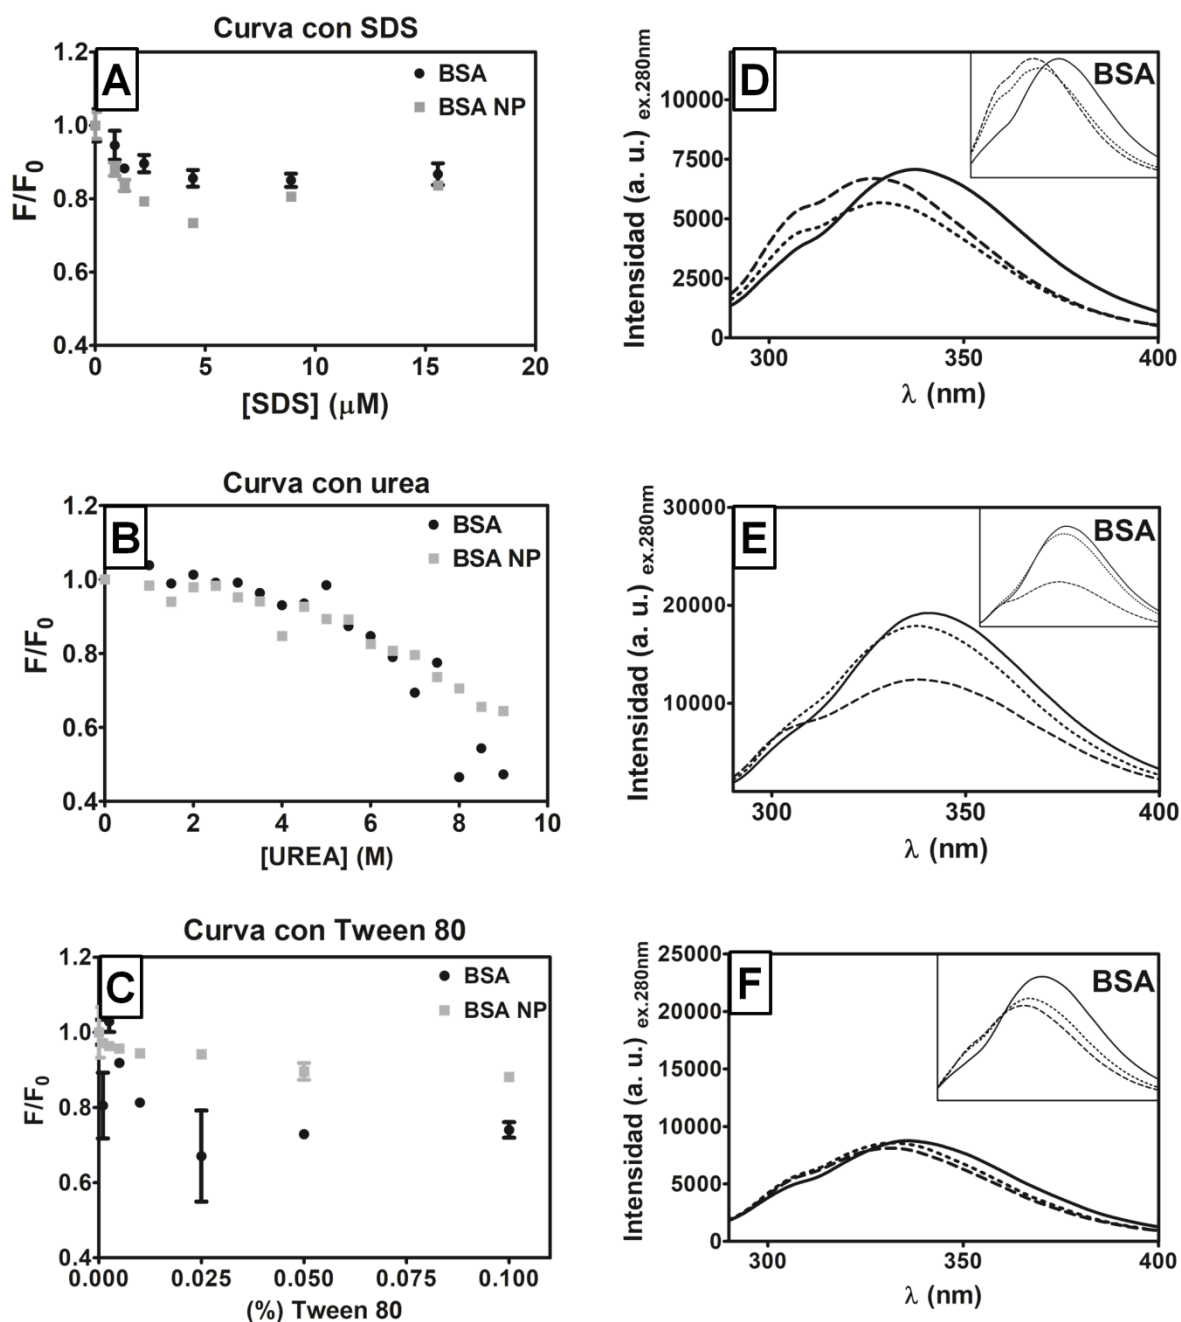 Curva con SDS
A
BSA
BSA NP
1.2
1.0
0.8
0.6
0.4
F/F0
0 5 10 15 20
[SDS] (μM)
D
BSA
10000
7500
5000
2500
0
Intensidad (a. u.) ex.280nm
300 350 400
λ (nm)
Curva con urea
B
BSA
BSA NP
1.2
1.0
0.8
0.6
0.4
F/F0
0 2 4 6 8 10
[UREA] (M)
E
BSA
30000
20000
10000
Intensidad (a. u.) ex.280nm
300 350 400
λ (nm)
Curva con Tween 80
C
BSA
BSA NP
1.2
1.0
0.8
0.6
0.4
F/F0
0.000 0.025 0.050 0.075 0.100
(%) Tween 80
F
BSA
25000
20000
15000
10000
5000
0
Intensidad (a. u.) ex.280nm
300 350 400
λ (nm)